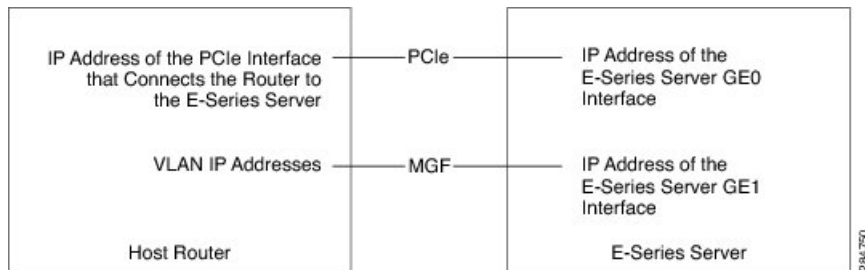 IP Address of the PCIe Interface
that Connects the Router to
the E-Series Server
PCIe
IP Address of the
E-Series Server GE0
Interface
VLAN IP Addresses
MGF
IP Address of the
E-Series Server GE1
Interface
Host Router
E-Series Server